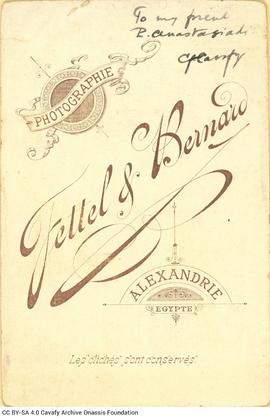 To my friend
P. Anastasiadi
CPCavafy
PHOTOGRAPHIE
Fettel & Bernard
ALEXANDRIE
EGYPTE
Les clichés sont conservés
CC BY-SA 4.0 Cavafy Archive Onassis Foundation